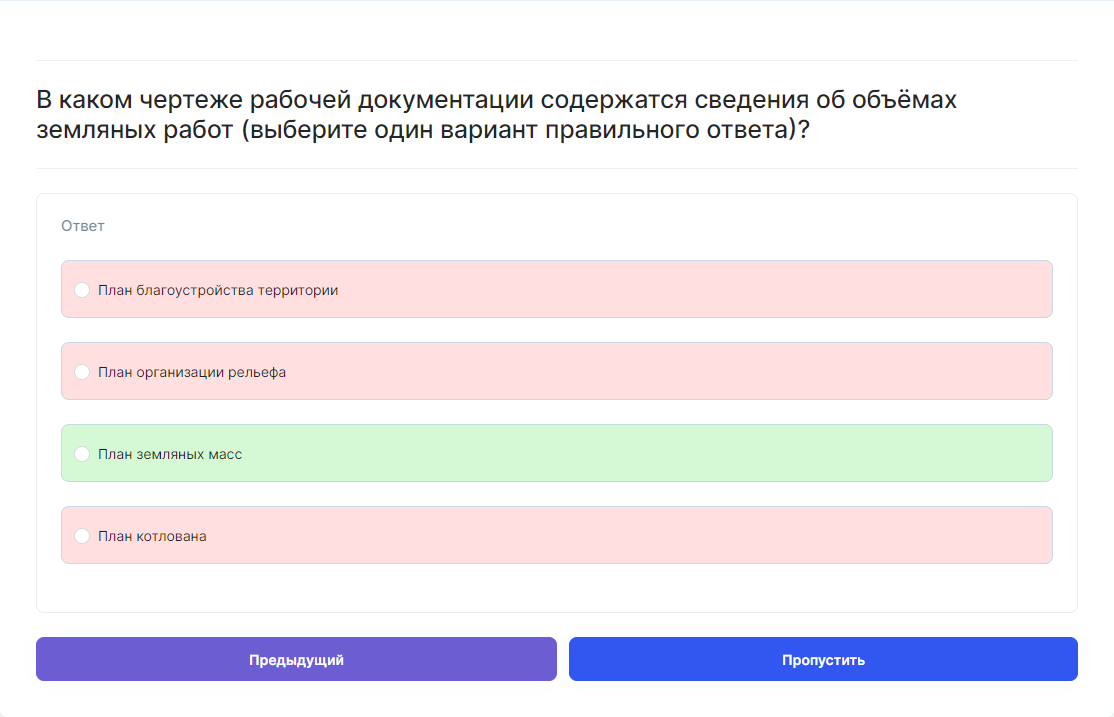 В каком чертеже рабочей документации содержатся сведения об объёмах
земляных работ (выберите один вариант правильного ответа)?
Ответ
План благоустройства территории
План организации рельефа
План земляных масс
План котлована
Предыдущий
Пропустить